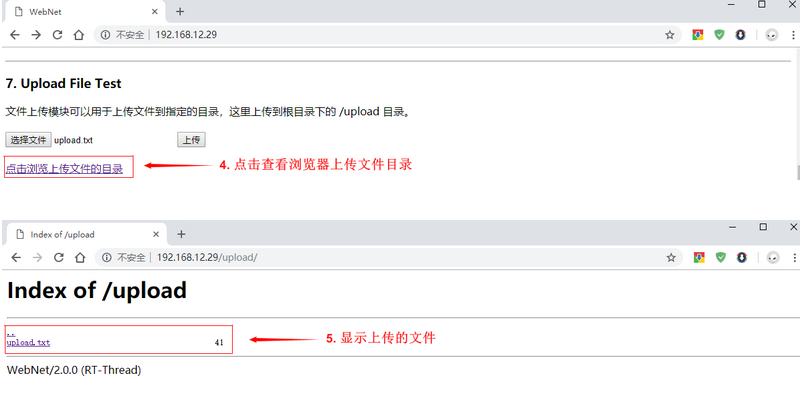 WebNet
不安全 192.168.12.29
7. Upload File Test
文件上传模块可以用于上传文件到指定的目录，这里上传到根目录下的 /upload 目录。
选择文件 upload.txt 上传
点击浏览上传文件的目录 4. 点击查看浏览器上传文件目录
Index of /upload
不安全 192.168.12.29/upload/
Index of /upload
..
upload.txt 41 5. 显示上传的文件
WebNet/2.0.0 (RT-Thread)